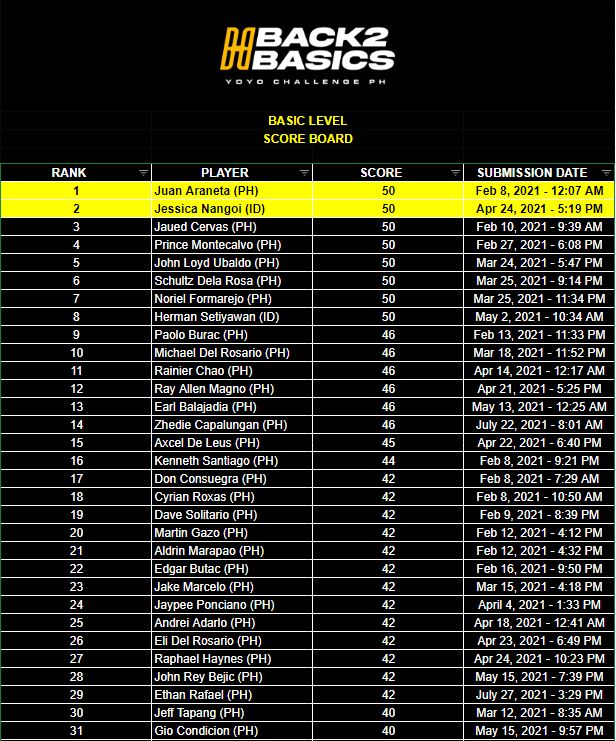 BACK2
BASICS
YOYO CHALLENGE PH
BASIC LEVEL
SCORE BOARD
RANK PLAYER SCORE SUBMISSION DATE
1 Juan Araneta (PH) 50 Feb 8, 2021 - 12:07 AM
2 Jessica Nangoi (ID) 50 Apr 24, 2021 - 5:19 PM
3 Jaued Cervas (PH) 50 Feb 10, 2021 - 9:39 AM
4 Prince Montecalvo (PH) 50 Feb 27, 2021 - 6:08 PM
5 John Loyd Ubaldo (PH) 50 Mar 24, 2021 - 5:47 PM
6 Schultz Dela Rosa (PH) 50 Mar 25, 2021 - 9:14 PM
7 Noriel Formarejo (PH) 50 Mar 25, 2021 - 11:34 PM
8 Herman Setiyawan (ID) 50 May 2, 2021 - 10:34 AM
9 Paolo Burac (PH) 46 Feb 13, 2021 - 11:33 PM
10 Michael Del Rosario (PH) 46 Mar 18, 2021 - 11:52 PM
11 Rainier Chao (PH) 46 Apr 14, 2021 - 12:17 AM
12 Ray Allen Magno (PH) 46 Apr 21, 2021 - 5:25 PM
13 Earl Balajadia (PH) 46 May 13, 2021 - 12:25 AM
14 Zhedie Capalungan (PH) 46 July 22, 2021 - 8:01 AM
15 Axcel De Leus (PH) 45 Apr 22, 2021 - 6:40 PM
16 Kenneth Santiago (PH) 44 Feb 8, 2021 - 9:21 PM
17 Don Consuegra (PH) 42 Feb 8, 2021 - 7:29 AM
18 Cyrian Roxas (PH) 42 Feb 8, 2021 - 10:50 AM
19 Dave Solitario (PH) 42 Feb 9, 2021 - 8:39 PM
20 Martin Gazo (PH) 42 Feb 12, 2021 - 4:12 PM
21 Aldrin Marapao (PH) 42 Feb 12, 2021 - 4:32 PM
22 Edgar Butac (PH) 42 Feb 16, 2021 - 9:50 PM
23 Jake Marcelo (PH) 42 Mar 15, 2021 - 4:18 PM
24 Jaypee Ponciano (PH) 42 April 4, 2021 - 1:33 PM
25 Andrei Adarlo (PH) 42 Apr 18, 2021 - 12:41 AM
26 Eli Del Rosario (PH) 42 Apr 23, 2021 - 6:49 PM
27 Raphael Haynes (PH) 42 Apr 24, 2021 - 10:23 PM
28 John Rey Bejic (PH) 42 May 15, 2021 - 7:39 PM
29 Ethan Rafael (PH) 42 July 27, 2021 - 3:29 PM
30 Jeff Tapang (PH) 40 Mar 12, 2021 - 8:35 AM
31 Gio Condicion (PH) 40 May 15, 2021 - 9:57 PM